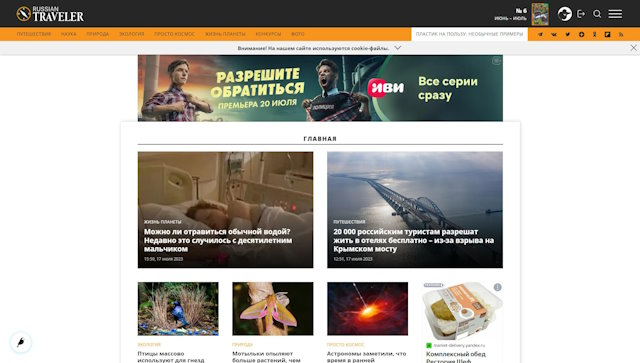 RUSSIAN
TRAVELER
№ 6
ИЮНЬ - ИЮЛЬ
ПУТЕШЕСТВИЯ НАУКА ПРИРОДА ЭКОЛОГИЯ ПРОСТО КОСМОС ЖИЗНЬ ПЛАНЕТЫ КОНКУРСЫ ФОТО ПЛАСТИК НА ПОЛЬЗУ. НЕОБЫЧНЫЕ ПРИМЕРЫ
Внимание! На нашем сайте используются cookie-файлы.
РАЗРЕШИТЕ
ОБРАТИТЬСЯ
ПРЕМЬЕРА 20 ИЮЛЯ
ПОЛИЦИЯ
иви
Все серии
сразу
ГЛАВНАЯ
ЖИЗНЬ ПЛАНЕТЫ
Можно ли отравиться обычной водой?
Недавно это случилось с десятилетним
мальчиком
15:59, 17 июля 2023
ПУТЕШЕСТВИЯ
20 000 российским туристам разрешат
жить в отелях бесплатно – из-за взрыва на
Крымском мосту
12:51, 17 июля 2023
ЭКОЛОГИЯ
Птицы массово
используют для гнезд
ПРИРОДА
Мотыльки опыляют
больше растений, чем
ПРОСТО КОСМОС
Астрономы заметили, что
время в ранней
market-delivery.yandex.ru
Комплексный обед
Ресторация Шеф